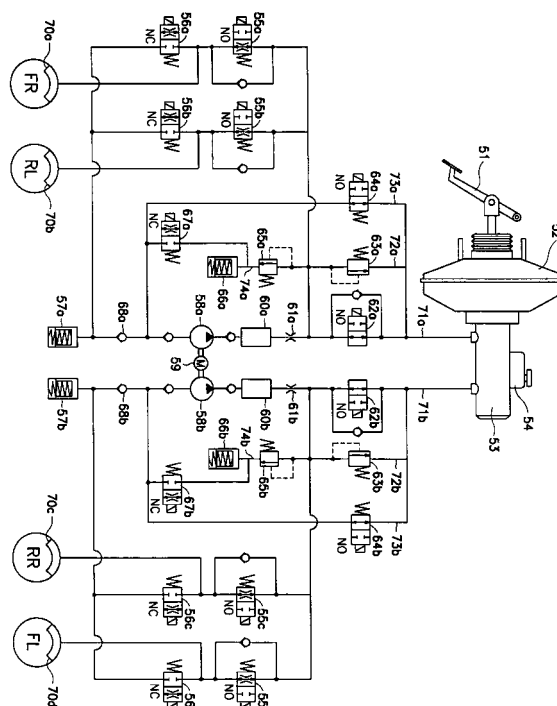 70a
FR
56a
NC
55a
NO
56b
NC
55b
NO
RL
70b
51
52
64a
NO
73a
67a
NC
65a
63a
72a
66a
74a
57a
68a
58a
60a
61a
62a
NO
71a
M
59
57b
68b
58b
60b
61b
NO
62b
71b
54
53
66b
74b
65b
63b
72b
67b
NC
64b
NO
73b
70c
RR
NC
56c
NO
55c
FL
70d
NC
NO